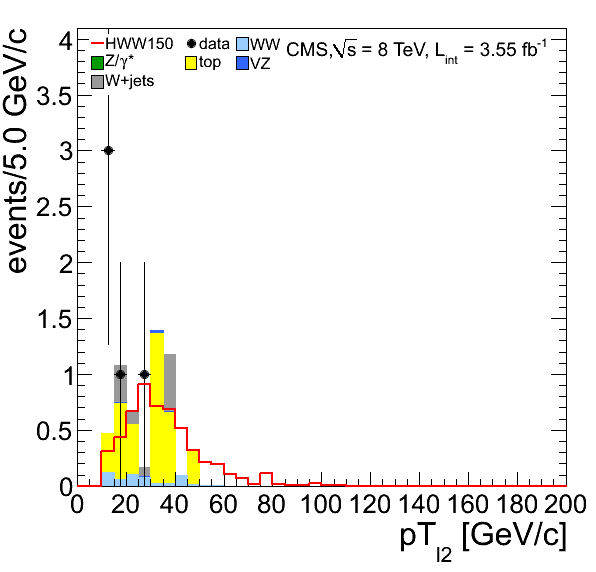 HWW150 data WW
Z/γ* top VZ
W+jets
CMS,√s = 8 TeV, L_int = 3.55 fb^-1
events/5.0 GeV/c
4
3.5
3
2.5
2
1.5
1
0.5
0
0 20 40 60 80 100 120 140 160 180 200
pT_l2 [GeV/c]